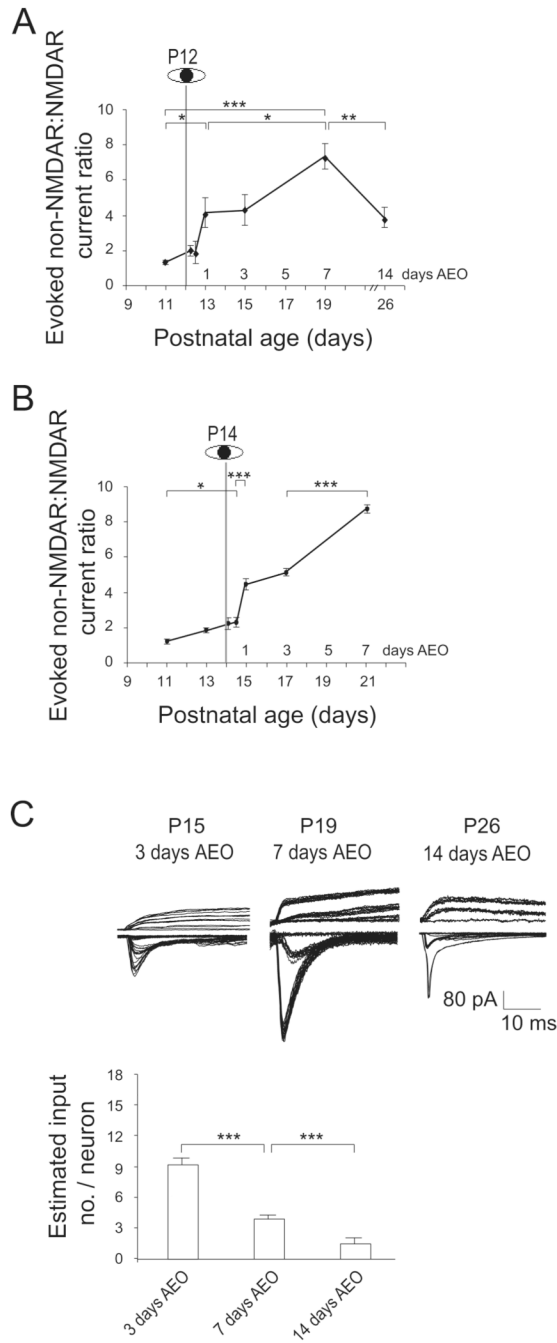 A
P12
***
* * **
Evoked non-NMDAR:NMDAR
current ratio
10
8
6
4
2
0
1 3 5 7 14 days AEO
9 11 13 15 17 19 26
Postnatal age (days)
B
P14
* *** ***
Evoked non-NMDAR:NMDAR
current ratio
10
8
6
4
2
0
1 3 5 7 days AEO
9 11 13 15 17 19 21
Postnatal age (days)
C
P15 P19 P26
3 days AEO 7 days AEO 14 days AEO
80 pA
10 ms
Estimated input
no. / neuron
18
15
12
9
6
3
0
*** ***
3 days AEO
7 days AEO
14 days AEO